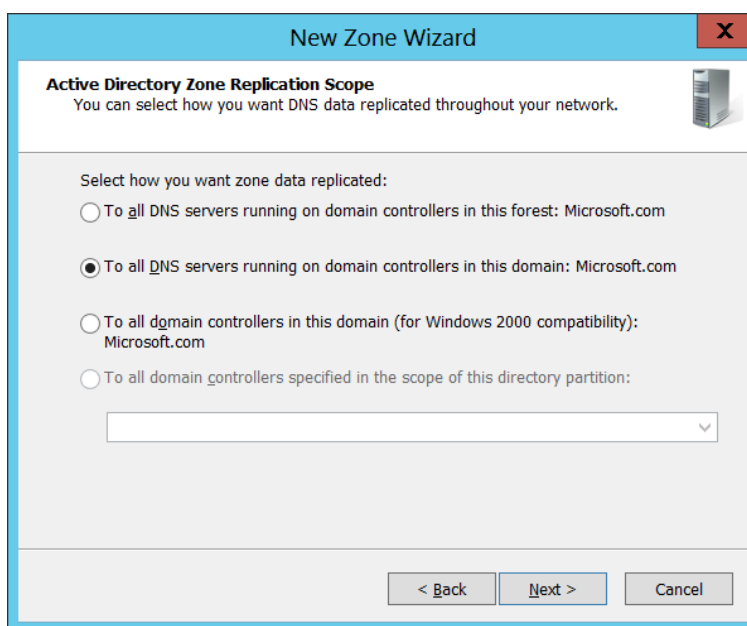 New Zone Wizard
X
Active Directory Zone Replication Scope
You can select how you want DNS data replicated throughout your network.
Select how you want zone data replicated:
To all DNS servers running on domain controllers in this forest: Microsoft.com
To all DNS servers running on domain controllers in this domain: Microsoft.com
To all domain controllers in this domain (for Windows 2000 compatibility):
Microsoft.com
To all domain controllers specified in the scope of this directory partition:
< Back
Next >
Cancel